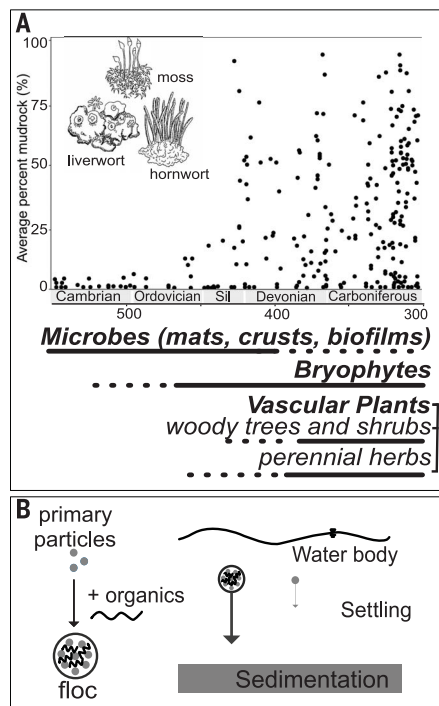 A
Average percent mudrock (%)
100
75
50
25
0
moss
liverwort
hornwort
Cambrian Ordovician Sil Devonian Carboniferous
500 400 300
Microbes (mats, crusts, biofilms)
Bryophytes
Vascular Plants
woody trees and shrubs
perennial herbs
B
primary
particles
+ organics
floc
Water body
Settling
Sedimentation